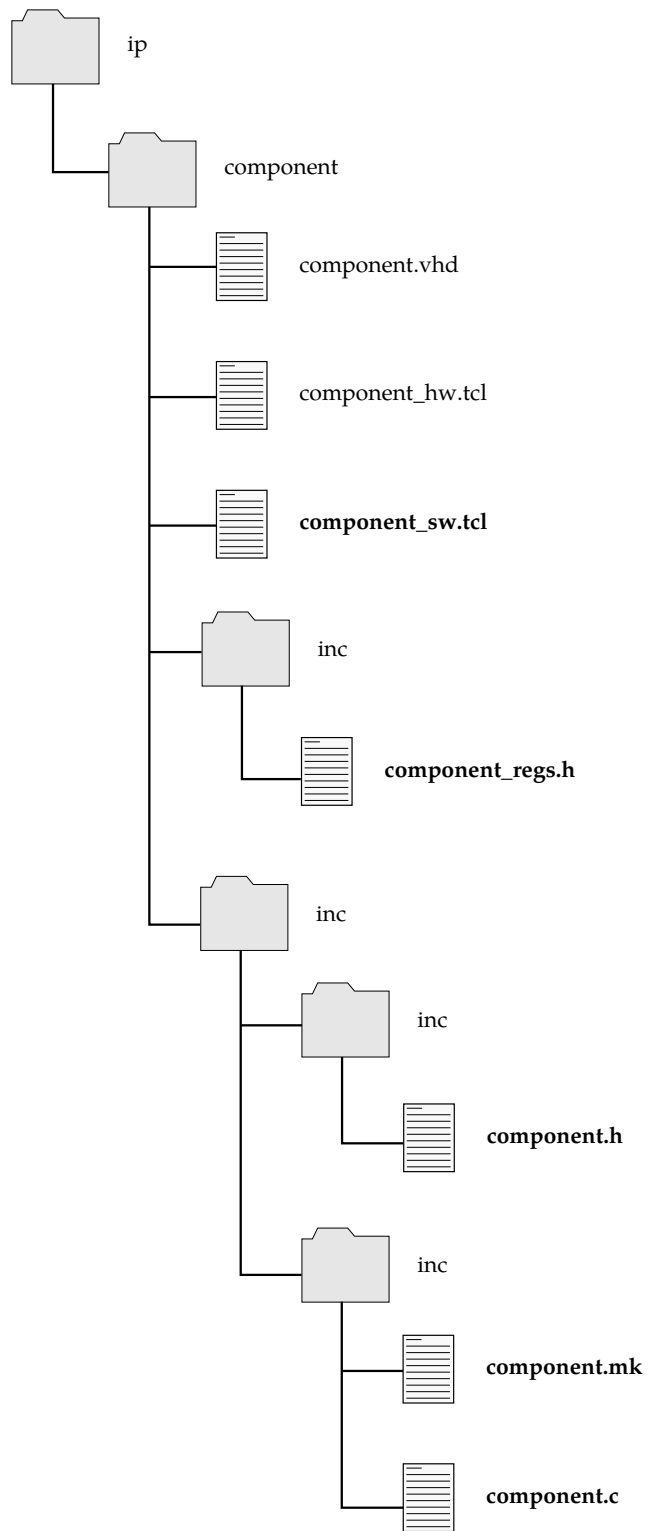 ip
component
component.vhd
component_hw.tcl
component_sw.tcl
inc
component_regs.h
inc
inc
component.h
inc
component.mk
component.c